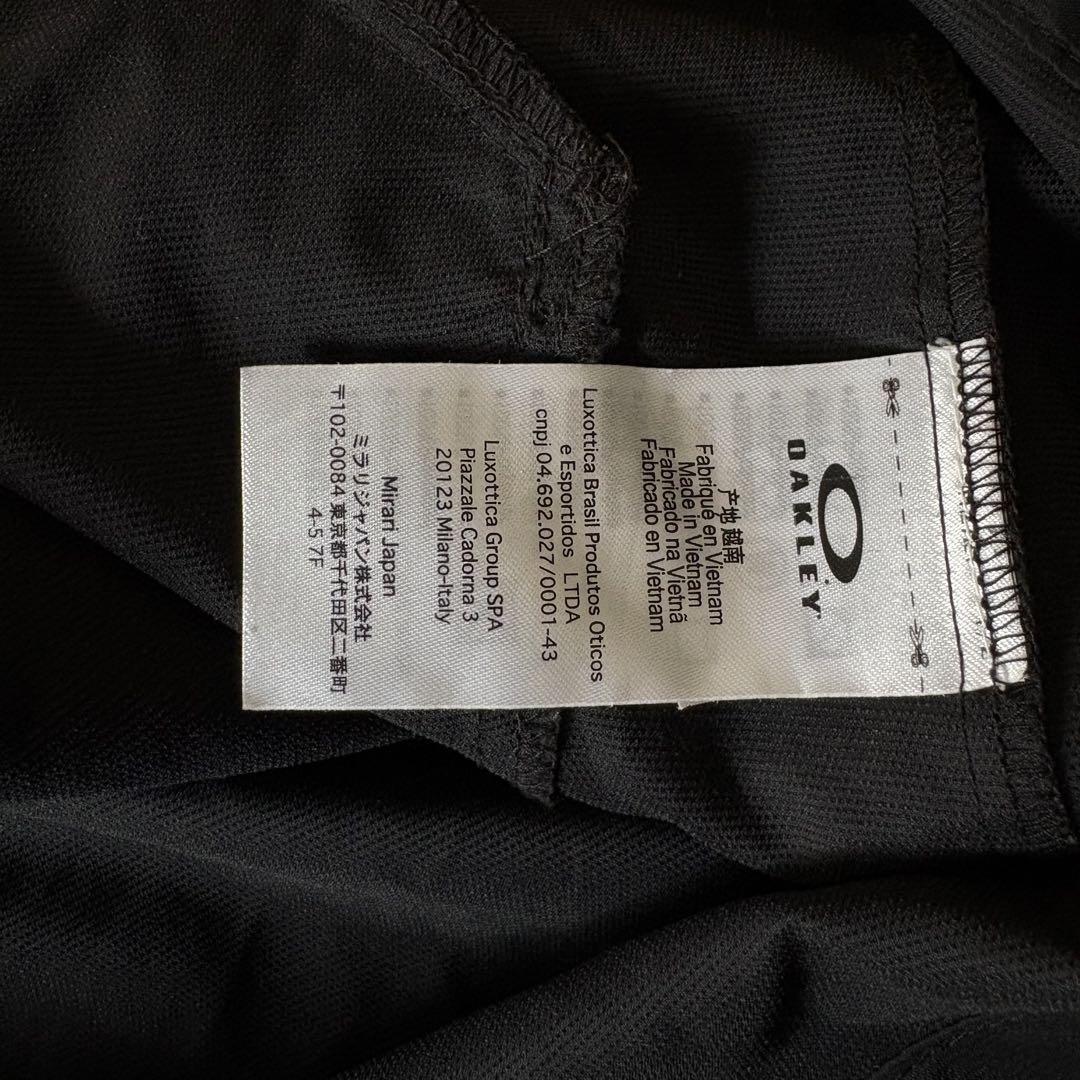 OAKLEY
产地 越南
Fabriqué en Vietnam
Made in Vietnam
Fabricado na Vietnã
Fabricado en Vietnam
Luxottica Brasil Produtos Oticos
e Esportidos LTDA
cnpj 04.692.027/0001-43
Luxottica Group SPA
Piazzale Cadorna 3
20123 Milano-Italy
Mirari Japan
ミラリジャパン株式会社
〒102-0084 東京都千代田区二番町
4-5 7F